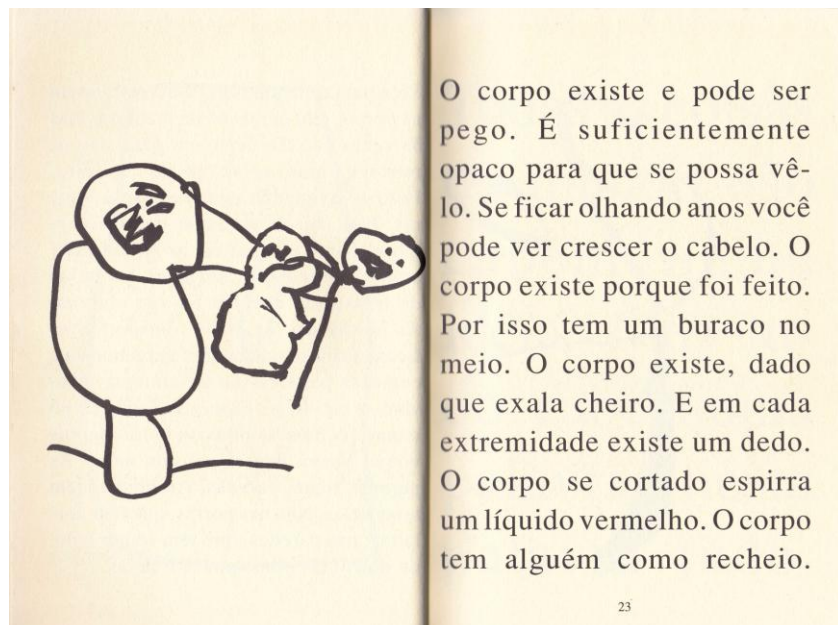 O corpo existe e pode ser
pego. É suficientemente
opaco para que se possa vê-
lo. Se ficar olhando anos você
pode ver crescer o cabelo. O
corpo existe porque foi feito.
Por isso tem um buraco no
meio. O corpo existe, dado
que exala cheiro. E em cada
extremidade existe um dedo.
O corpo se cortado espirra
um líquido vermelho. O corpo
tem alguém como recheio.
23